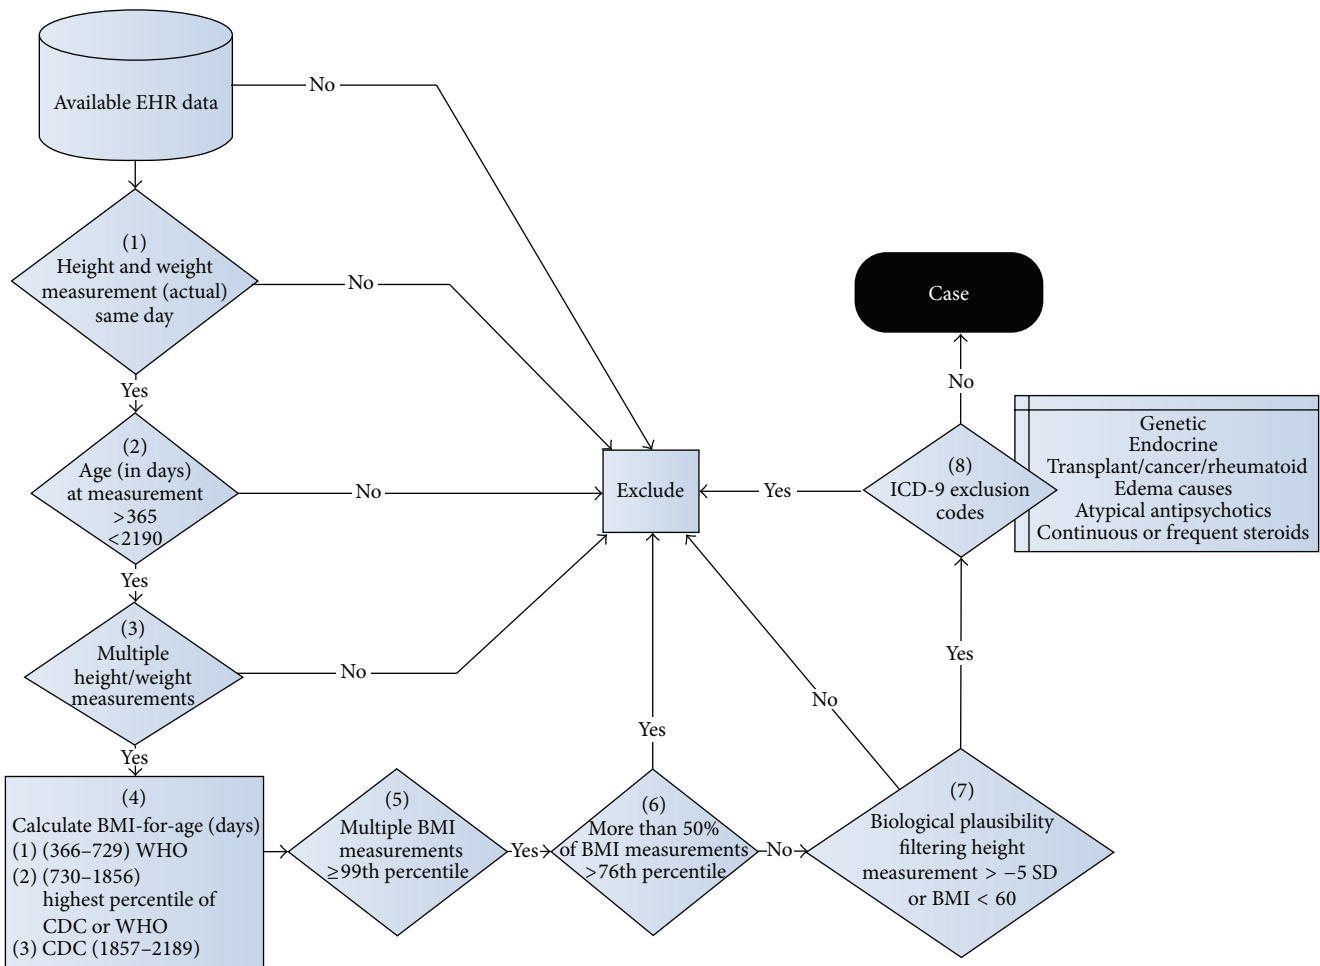 Available EHR data
No
(1)
Height and weight
measurement (actual)
same day
No
Yes
(2)
Age (in days)
at measurement
>365
<2190
No
Yes
(3)
Multiple
height/weight
measurements
No
Yes
(4)
Calculate BMI-for-age (days)
(1) (366–729) WHO
(2) (730–1856)
highest percentile of
CDC or WHO
(3) CDC (1857–2189)
(5)
Multiple BMI
measurements
≥99th percentile
Yes
(6)
More than 50%
of BMI measurements
>76th percentile
Yes
No
(7)
Biological plausibility
filtering height
measurement > −5 SD
or BMI < 60
No
Yes
(8)
ICD-9 exclusion
codes
Genetic
Endocrine
Transplant/cancer/rheumatoid
Edema causes
Atypical antipsychotics
Continuous or frequent steroids
Yes
Exclude
No
Case